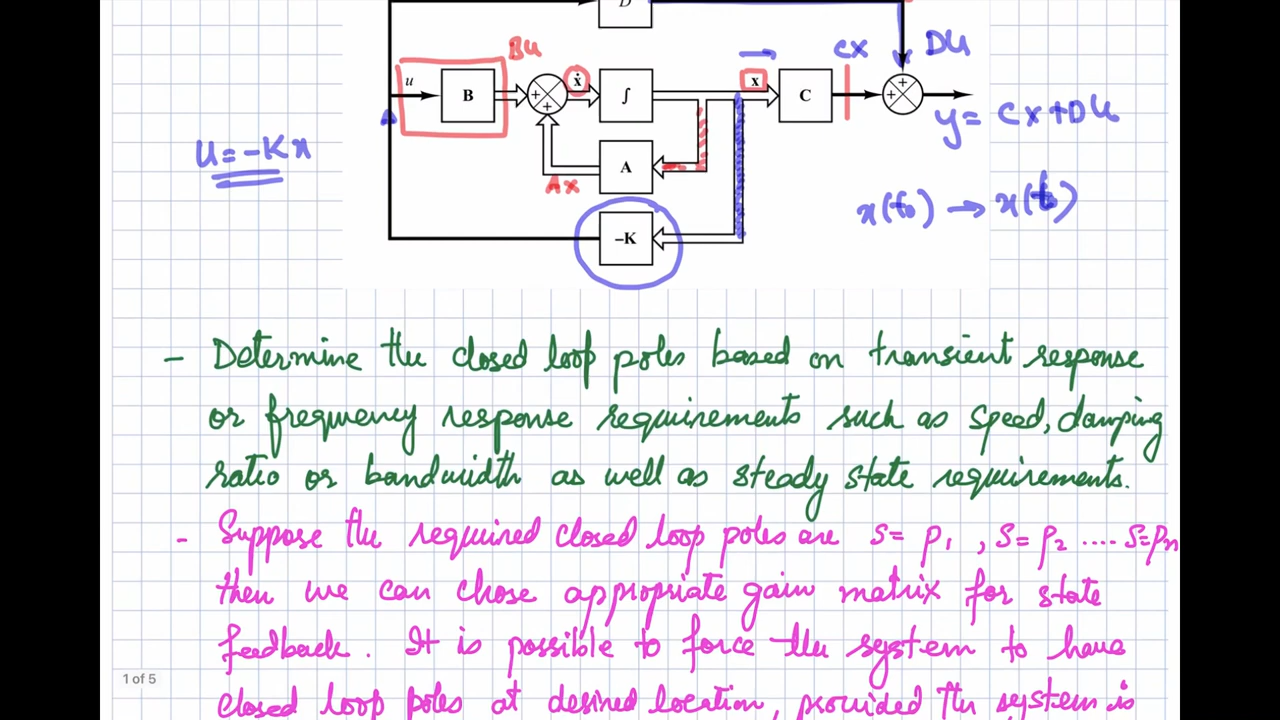 D
Bu
Cx
Du
u
B
+
+
ẋ
∫
x
C
+
+
y = Cx + Du
u = -Kx
A
Ax
x(t₀) → x(t)
–K
- Determine the closed loop poles based on transient response
or frequency response requirements such as speed, damping
ratio or bandwidth as well as steady state requirements.
- Suppose the required closed loop poles are s = p₁, s = p₂ .... s = pₙ
then we can chose appropriate gain matrix for state
feedback. It is possible to force the system to have
1 of 5
closed loop poles at desired location, provided the system is